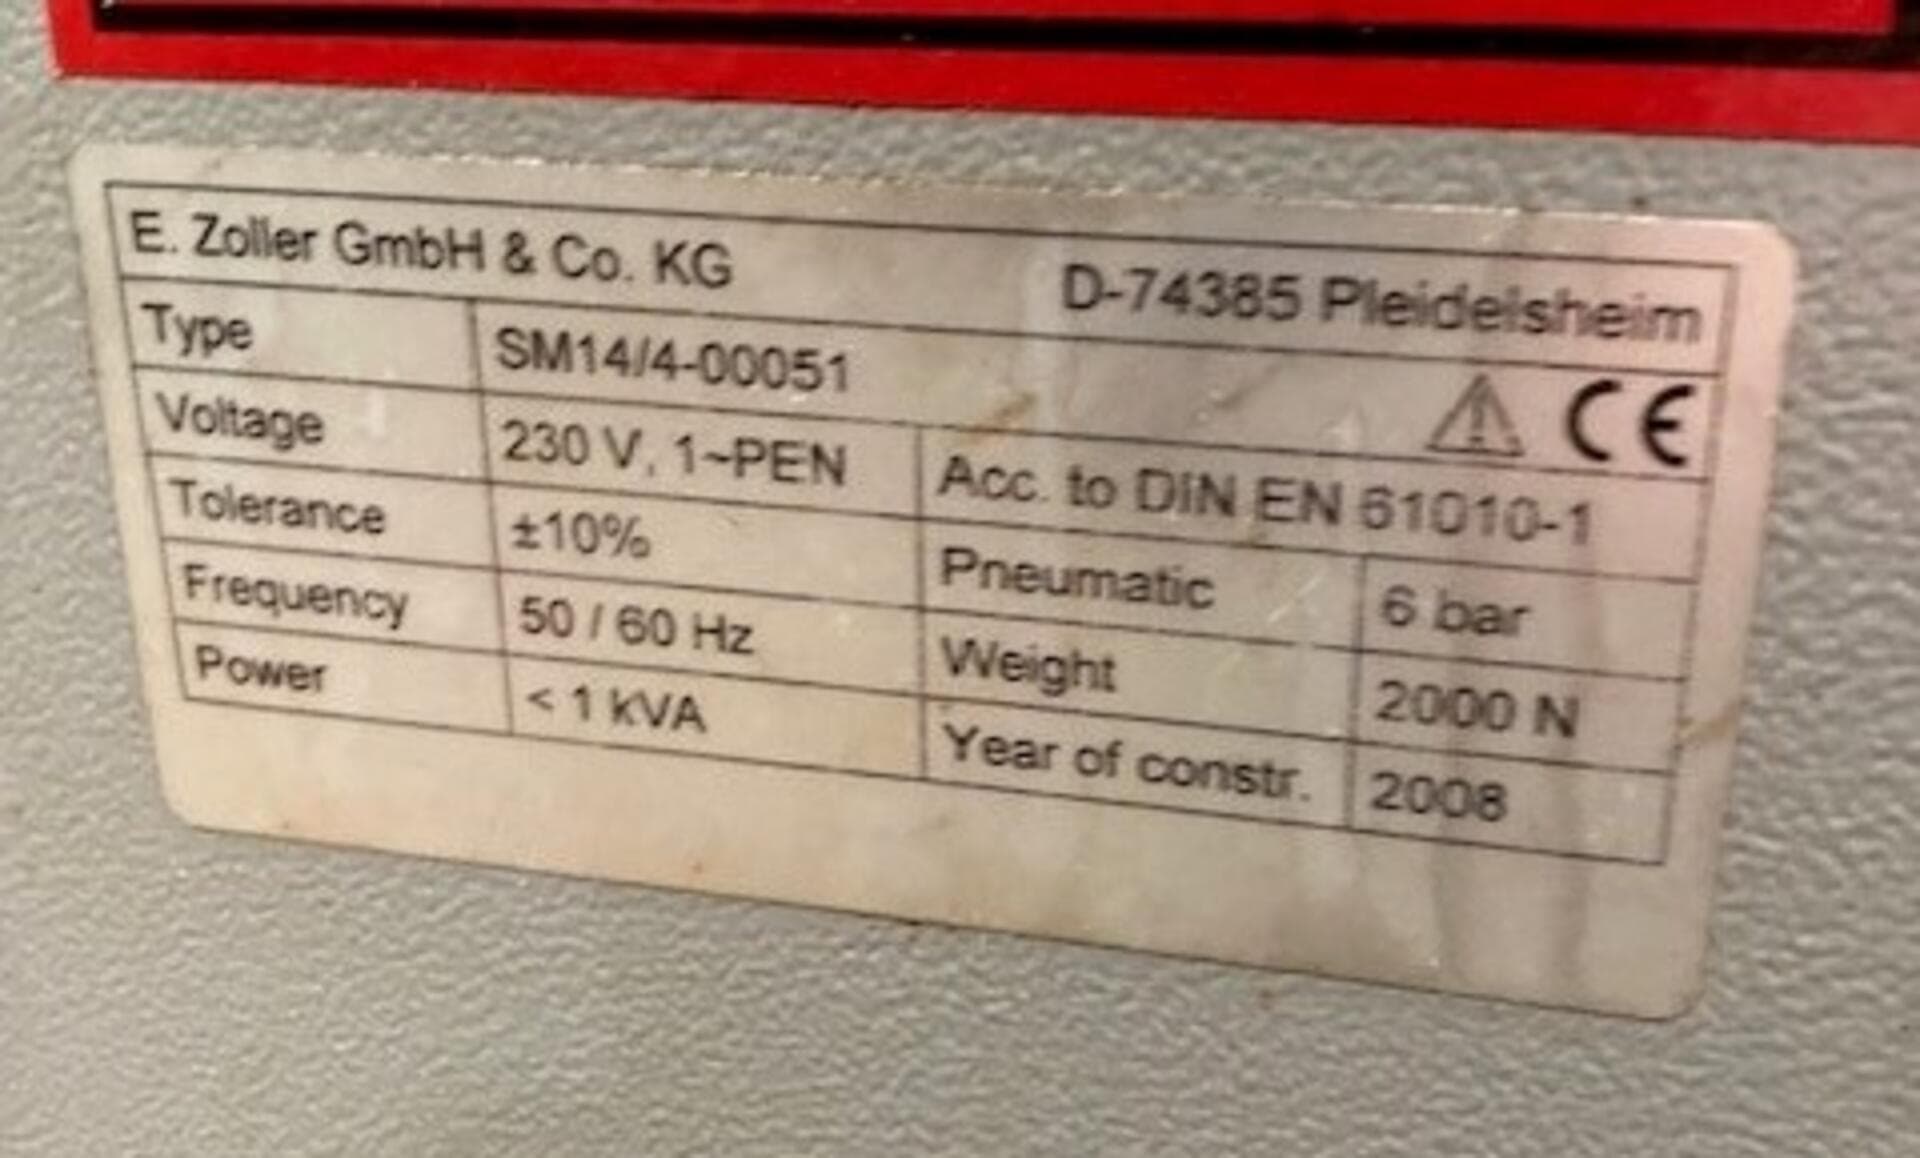 E. Zoller GmbH & Co. KG D-74385 Pleidelsheim
Type SM14/4-00051 CE
Voltage 230 V, 1~PEN Acc. to DIN EN 61010-1
Tolerance ±10% Pneumatic 6 bar
Frequency 50 / 60 Hz Weight 2000 N
Power < 1 kVA Year of constr. 2008